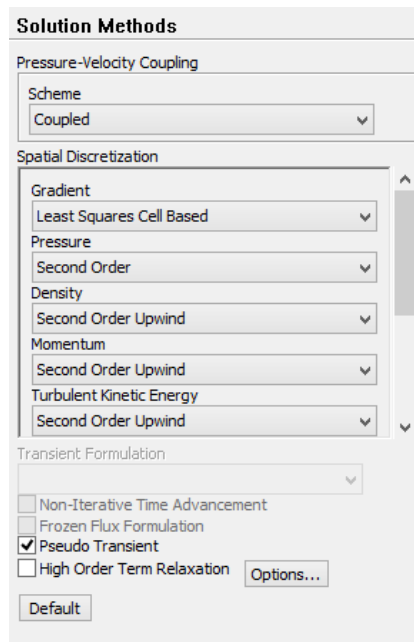 Solution Methods
Pressure-Velocity Coupling
Scheme
Coupled
Spatial Discretization
Gradient
Least Squares Cell Based
Pressure
Second Order
Density
Second Order Upwind
Momentum
Second Order Upwind
Turbulent Kinetic Energy
Second Order Upwind
Transient Formulation
Non-Iterative Time Advancement
Frozen Flux Formulation
Pseudo Transient
High Order Term Relaxation Options...
Default